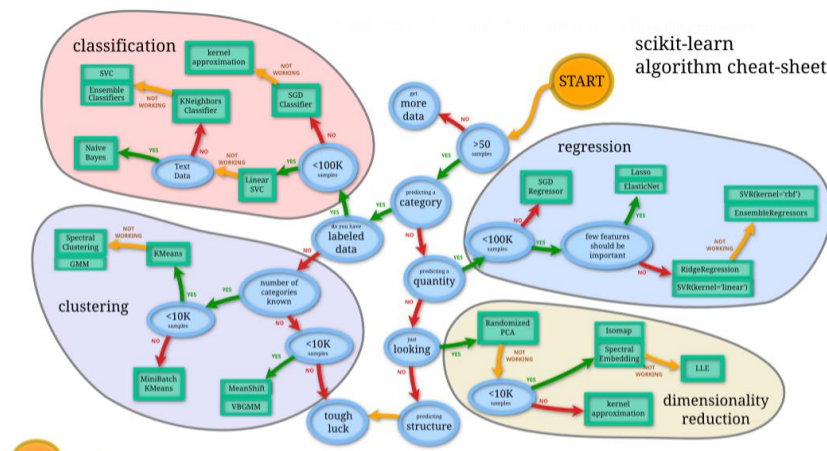 scikit-learn
algorithm cheat-sheet
START
>50
samples
NO
YES
get
more
data
predicting a
category
YES
NO
do you have
labeled
data
YES
NO
predicting a
quantity
YES
NO
just
looking
YES
NO
predicting
structure
tough
luck
classification
<100K
samples
YES
NO
Linear
SVC
NOT
WORKING
Text
Data
YES
NO
Naive
Bayes
KNeighbors
Classifier
NOT
WORKING
SVC
Ensemble
Classifiers
SGD
Classifier
NOT
WORKING
kernel
approximation
regression
<100K
samples
NO
YES
SGD
Regressor
few features
should be
important
YES
NO
Lasso
ElasticNet
RidgeRegression
SVR(kernel='linear')
NOT
WORKING
SVR(kernel='rbf')
EnsembleRegressors
clustering
number of
categories
known
YES
NO
<10K
samples
YES
NO
KMeans
NOT
WORKING
Spectral
Clustering
GMM
MiniBatch
KMeans
<10K
samples
YES
NO
MeanShift
VBGMM
dimensionality
reduction
Randomized
PCA
NOT
WORKING
<10K
samples
YES
NO
Isomap
Spectral
Embedding
NOT
WORKING
LLE
kernel
approximation